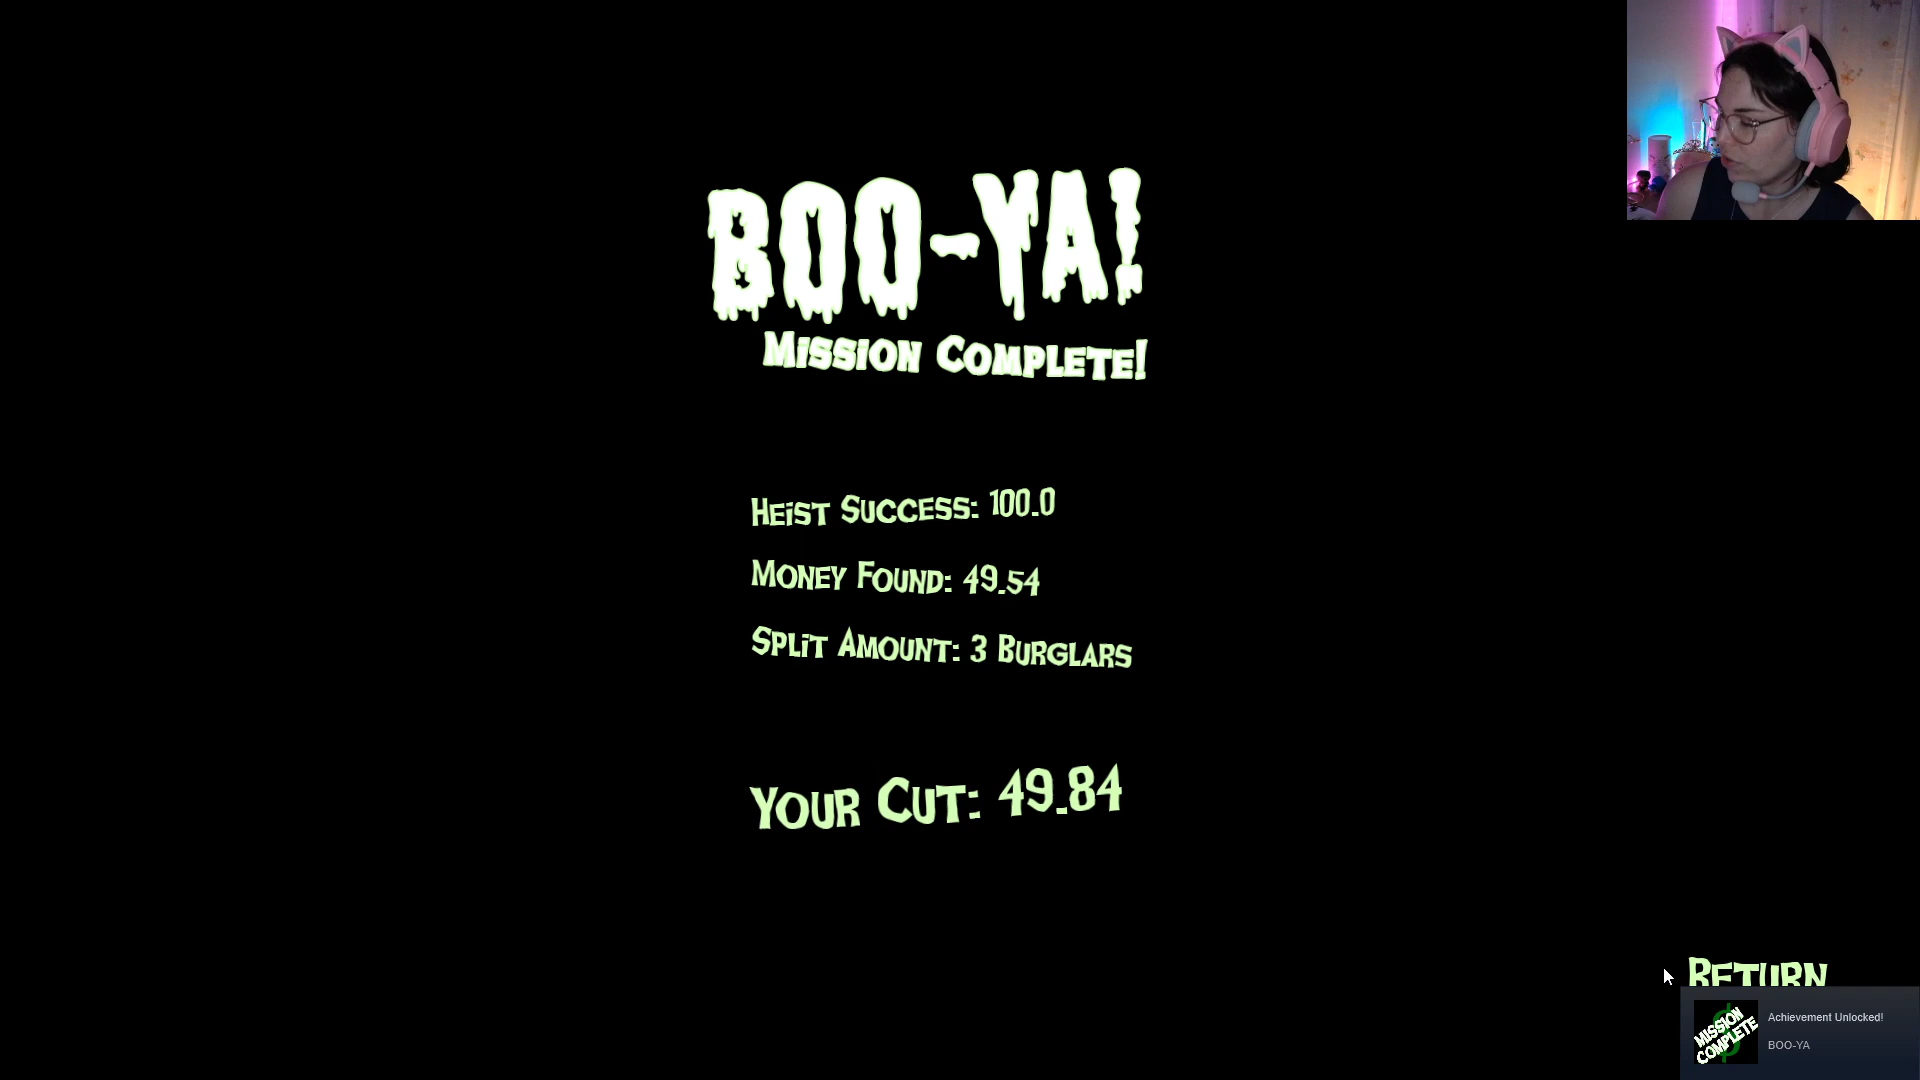 BOO-YA!
Mission Complete!
Heist Success: 100.0
Money Found: 49.54
Split Amount: 3 Burglars
Your Cut: 49.84
Return
Achievement Unlocked!
BOO-YA
MISSION
COMPLETE